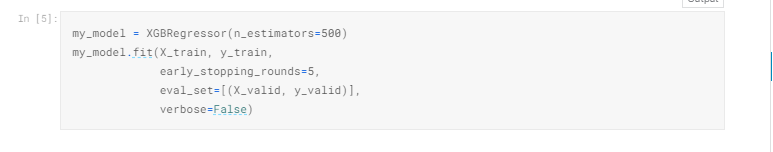 Output
In [5]:
my_model = XGBRegressor(n_estimators=500)
my_model.fit(X_train, y_train,
             early_stopping_rounds=5,
             eval_set=[(X_valid, y_valid)],
             verbose=False)